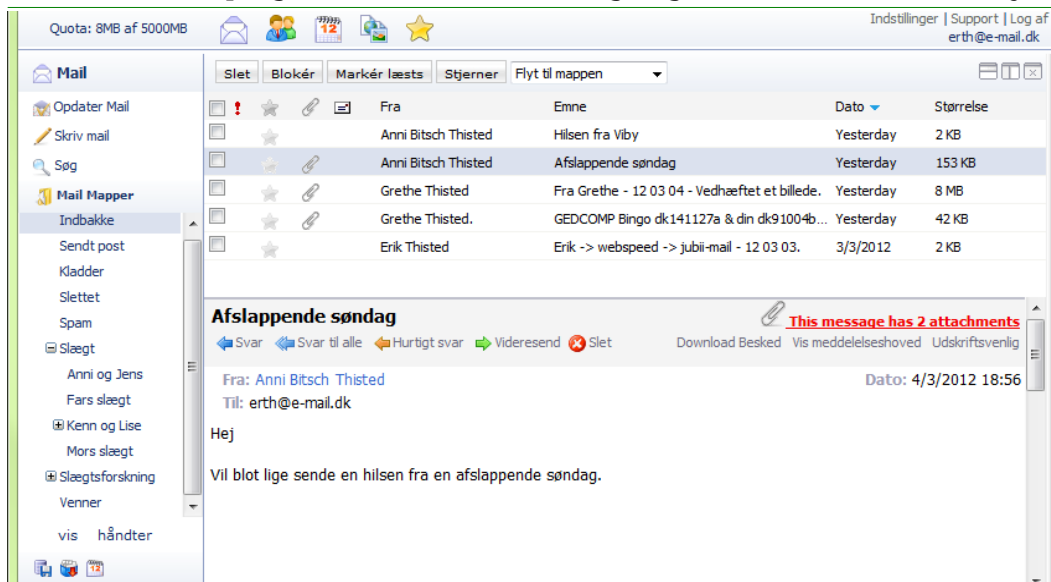 Quota: 8MB af 5000MB
12
Indstillinger | Support | Log af
erth@e-mail.dk
Mail
Slet Blokér Markér læsts Stjerner Flyt til mappen
Opdater Mail
Skriv mail
Søg
Mail Mapper
Indbakke
Sendt post
Kladder
Slettet
Spam
Slægt
Anni og Jens
Fars slægt
Kenn og Lise
Mors slægt
Slægtsforskning
Venner
vis håndter
12
! Fra Emne Dato Størrelse
Anni Bitsch Thisted Hilsen fra Viby Yesterday 2 KB
Anni Bitsch Thisted Afslappende søndag Yesterday 153 KB
Grethe Thisted Fra Grethe - 12 03 04 - Vedhæftet et billede. Yesterday 8 MB
Grethe Thisted. GEDCOMP Bingo dk141127a & din dk91004b... Yesterday 42 KB
Erik Thisted Erik -> webspeed -> jubii-mail - 12 03 03. 3/3/2012 2 KB
Afslappende søndag
This message has 2 attachments
Svar Svar til alle Hurtigt svar Videresend Slet Download Besked Vis meddelelseshoved Udskriftsvenlig
Fra: Anni Bitsch Thisted Dato: 4/3/2012 18:56
Til: erth@e-mail.dk
Hej
Vil blot lige sende en hilsen fra en afslappende søndag.